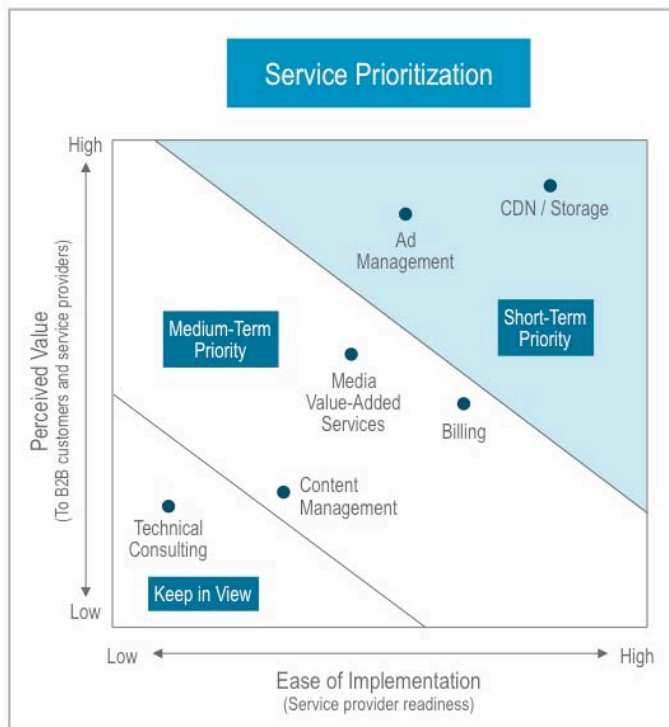 Service Prioritization
High
CDN / Storage
Ad
Management
Medium-Term
Priority
Short-Term
Priority
Perceived Value
(To B2B customers and service providers)
Media
Value-Added
Services
Billing
Content
Management
Technical
Consulting
Keep in View
Low
Low
High
Ease of Implementation
(Service provider readiness)